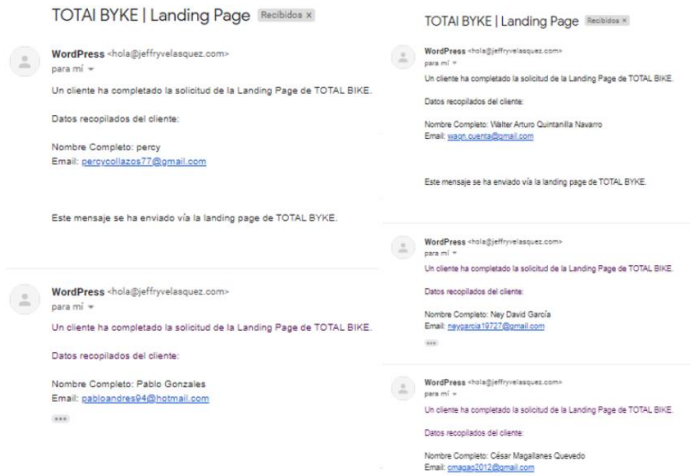 TOTAl BYKE | Landing Page Recibidos x
WordPress <hola@jeffryvelasquez.com>
para mí
Un cliente ha completado la solicitud de la Landing Page de TOTAL BIKE.
Datos recopilados del cliente:
Nombre Completo: percy
Email: percycollazos77@gmail.com
Este mensaje se ha enviado vía la landing page de TOTAL BYKE.
WordPress <hola@jeffryvelasquez.com>
para mí
Un cliente ha completado la solicitud de la Landing Page de TOTAL BIKE.
Datos recopilados del cliente:
Nombre Completo: Pablo Gonzales
Email: pabloandres94@hotmail.com
TOTAl BYKE | Landing Page Recibidos x
WordPress <hola@jeffryvelasquez.com>
para mí
Un cliente ha completado la solicitud de la Landing Page de TOTAL BIKE.
Datos recopilados del cliente:
Nombre Completo: Walter Arturo Quintanilla Navarro
Email: waqn.cuenta@gmail.com
Este mensaje se ha enviado vía la landing page de TOTAL BYKE.
WordPress <hola@jeffryvelasquez.com>
para mí
Un cliente ha completado la solicitud de la Landing Page de TOTAL BIKE.
Datos recopilados del cliente:
Nombre Completo: Ney David García
Email: neygarcia19727@gmail.com
WordPress <hola@jeffryvelasquez.com>
para mí
Un cliente ha completado la solicitud de la Landing Page de TOTAL BIKE.
Datos recopilados del cliente:
Nombre Completo: César Magallanes Quevedo
Email: cmagaq2012@gmail.com